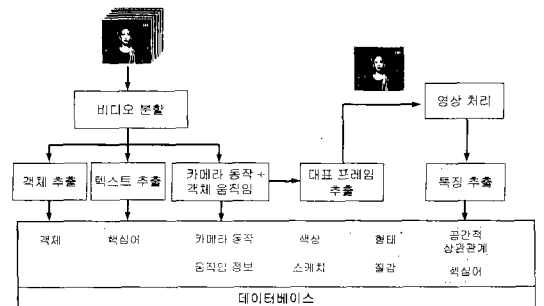 비디오 분할
영상 처리
객체 추출
텍스트 추출
카메라 동작 +
객체 움직임
대표 프레임
추출
특징 추출
객체
핵심어
카메라 동작
색상
형태
공간적
상관관계
움직임 정보
스케치
질감
핵심어
데이터베이스